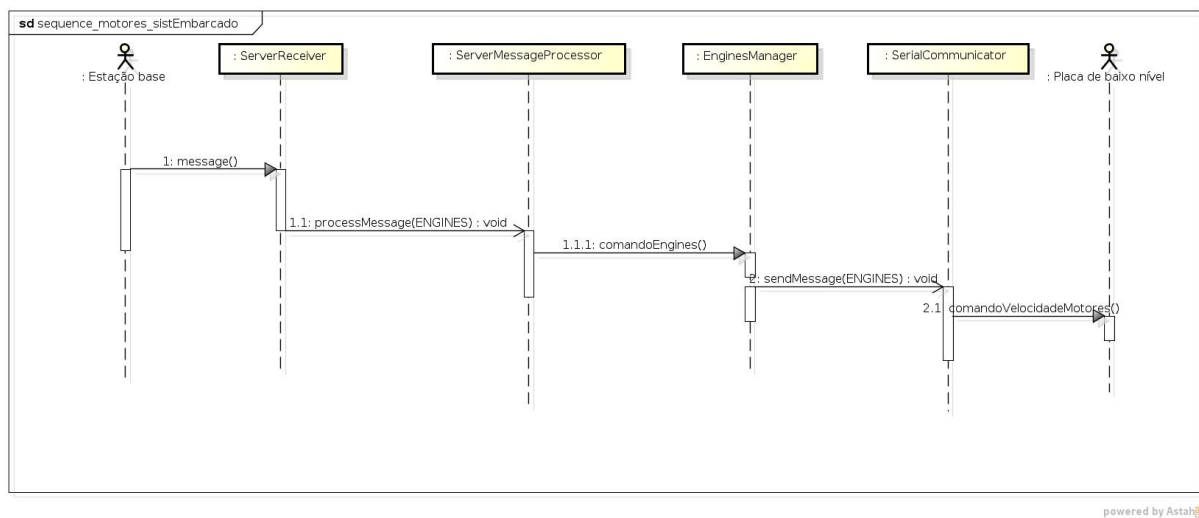 sd sequence_motores_sistEmbarcado
: Estação base
: ServerReceiver
: ServerMessageProcessor
: EnginesManager
: SerialCommunicator
: Placa de baixo nível
1: message()
1.1: processMessage(ENGINES) : void
1.1.1: comandoEngines()
2: sendMessage(ENGINES) : void
2.1 comandoVelocidadeMotores()
powered by Astah